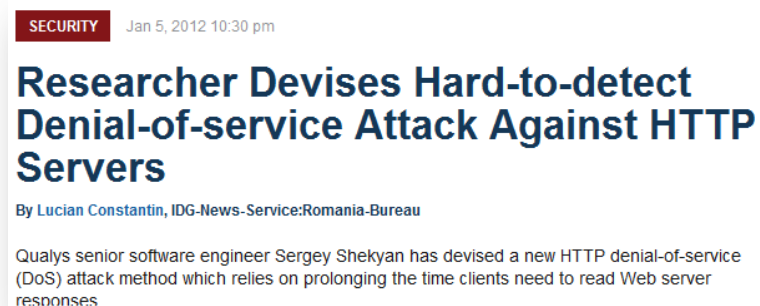 SECURITY Jan 5, 2012 10:30 pm
Researcher Devises Hard-to-detect
Denial-of-service Attack Against HTTP
Servers
By Lucian Constantin, IDG-News-Service:Romania-Bureau
Qualys senior software engineer Sergey Shekyan has devised a new HTTP denial-of-service
(DoS) attack method which relies on prolonging the time clients need to read Web server
responses